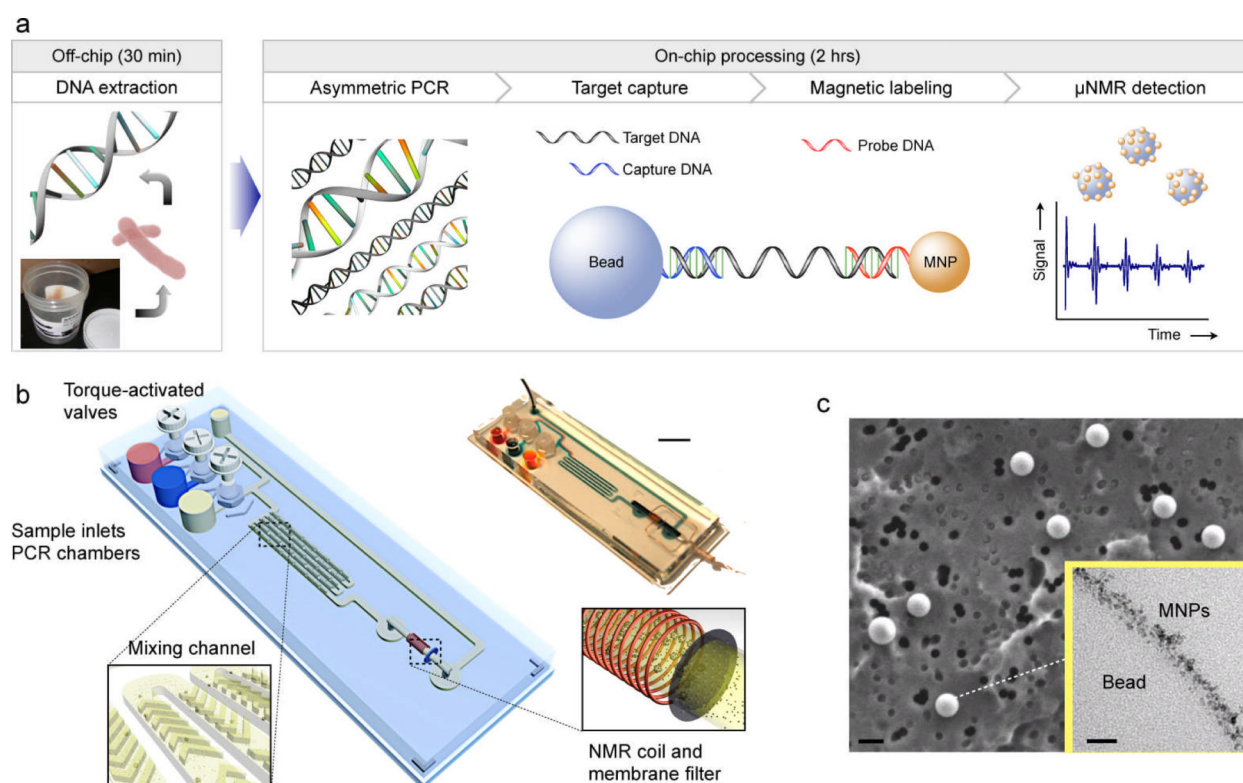 a
Off-chip (30 min)
On-chip processing (2 hrs)
DNA extraction
Asymmetric PCR
Target capture
Magnetic labeling
µNMR detection
Target DNA
Probe DNA
Capture DNA
Bead
MNP
Signal
Time
b
Torque-activated
valves
Sample inlets
PCR chambers
Mixing channel
NMR coil and
membrane filter
c
MNPs
Bead